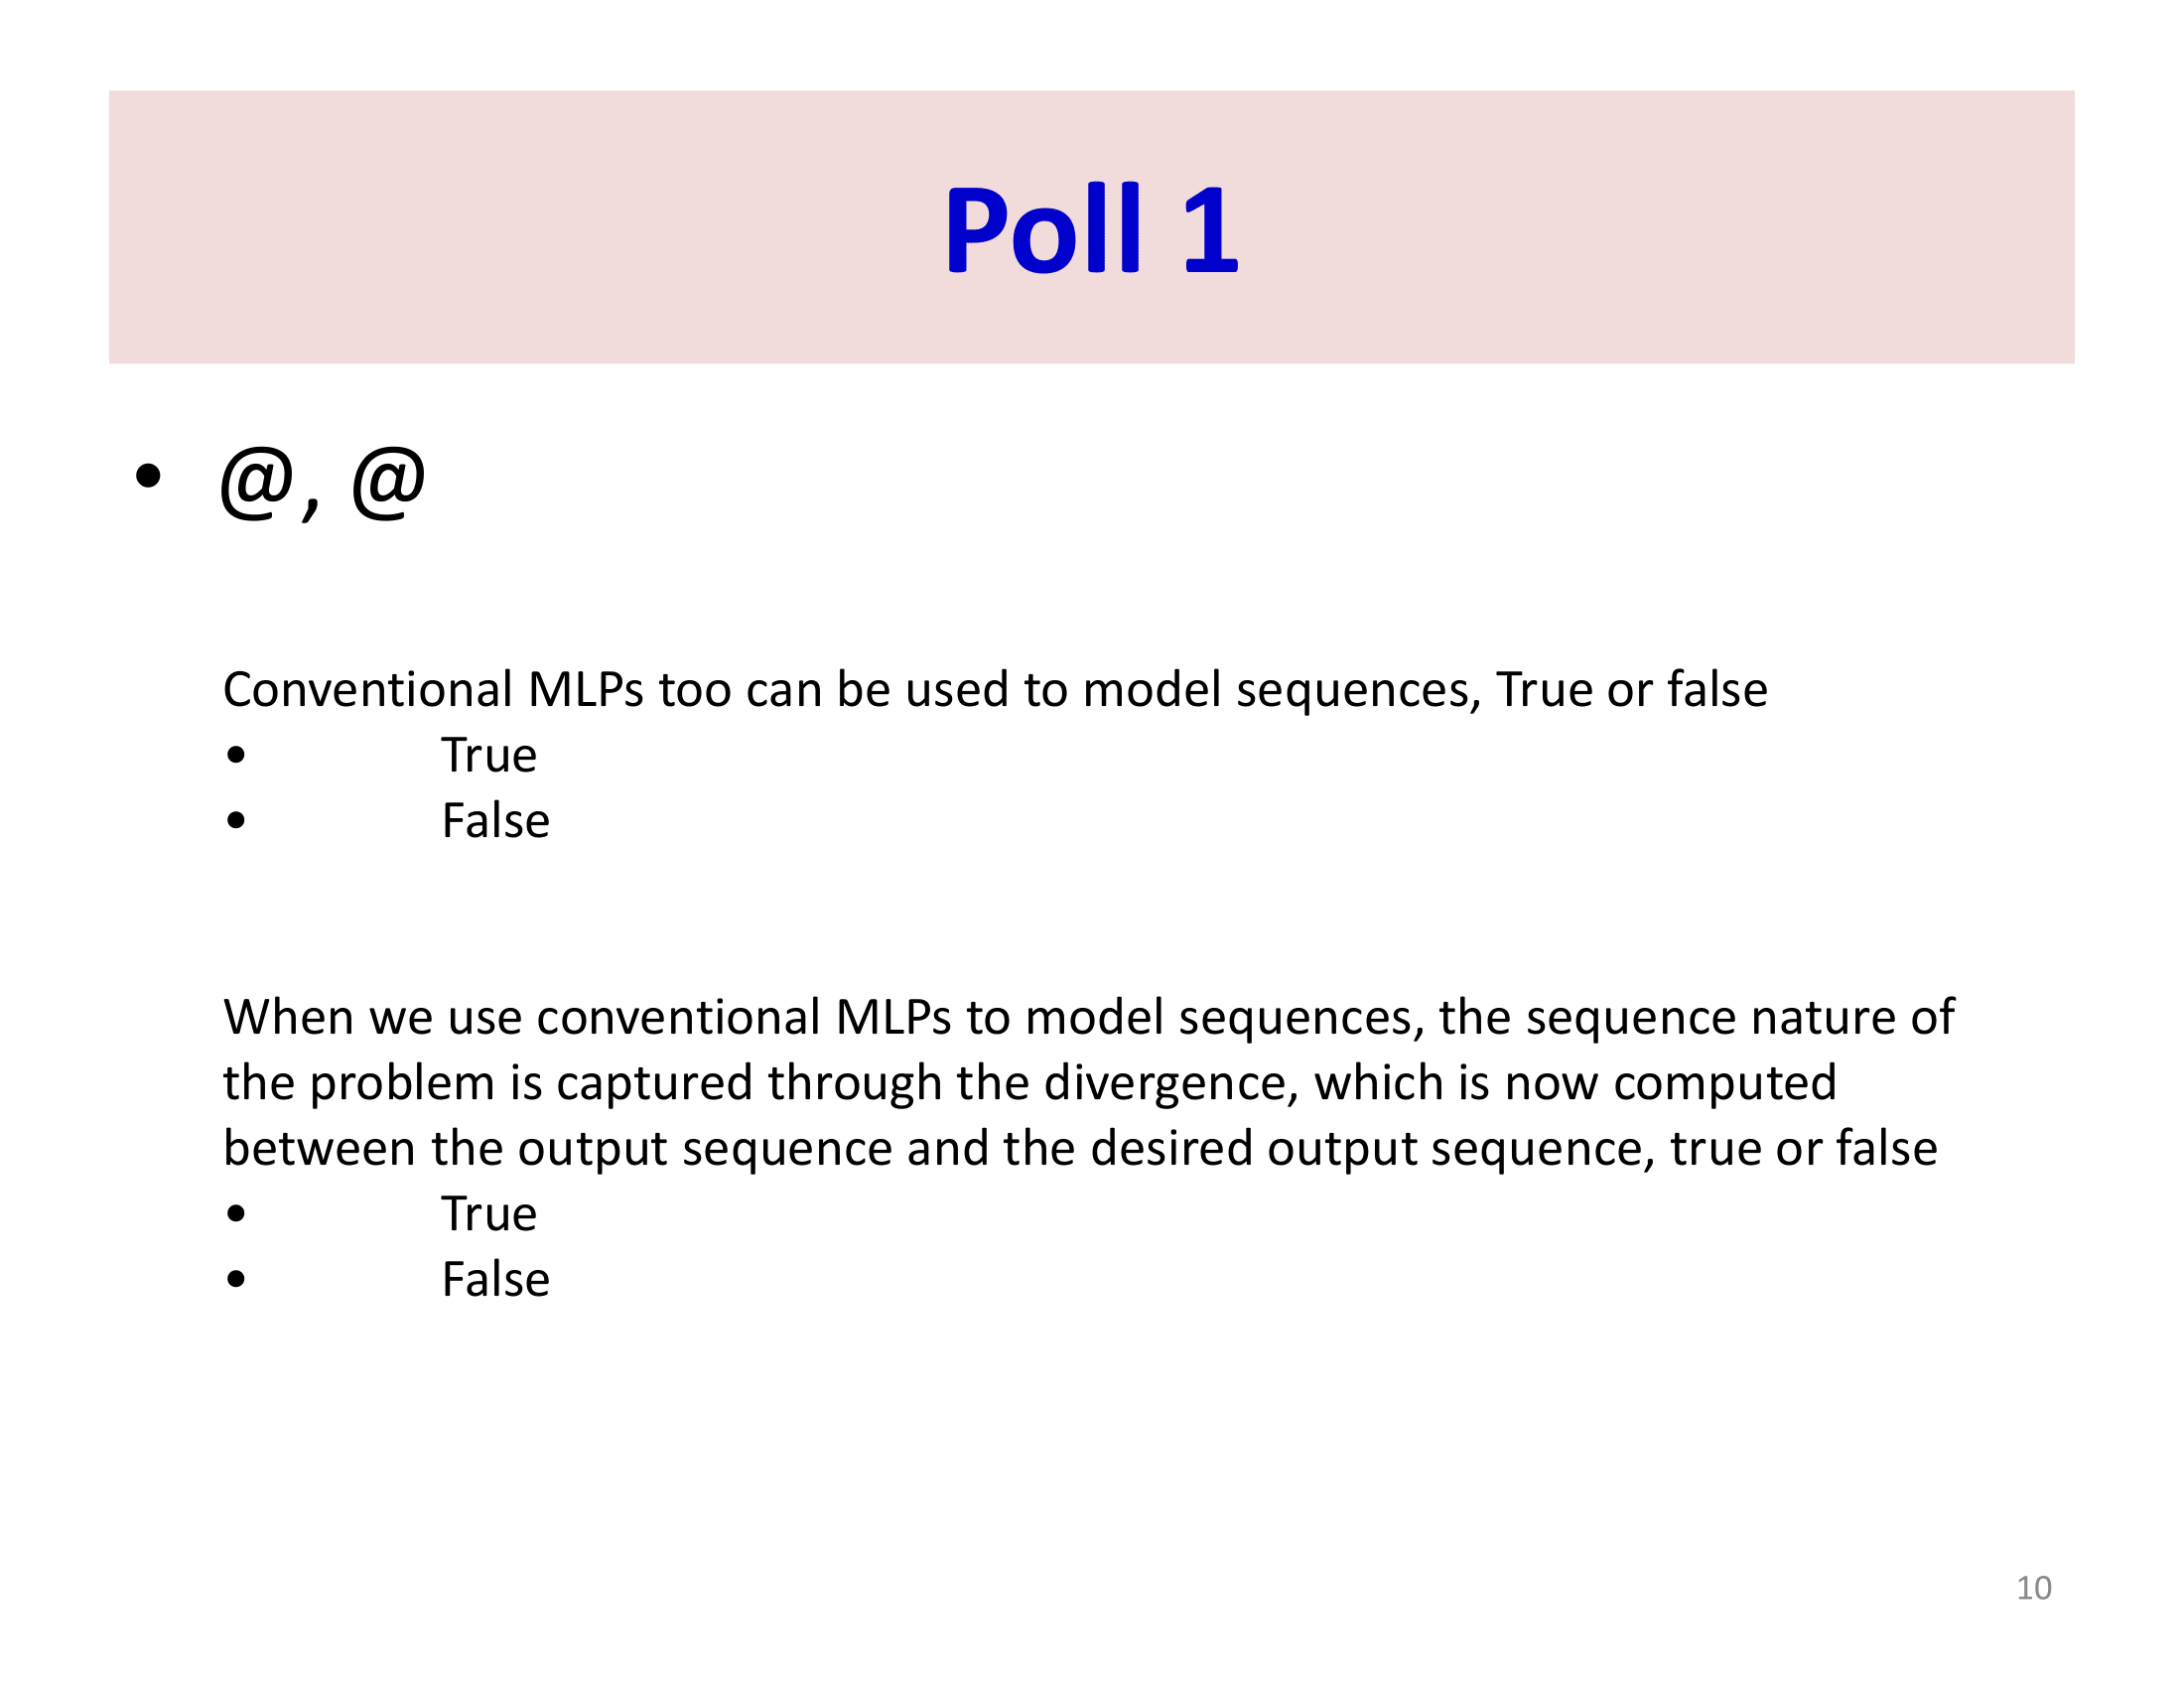 Poll 1
• @, @
Conventional MLPs too can be used to model sequences, True or false
• True
• False
When we use conventional MLPs to model sequences, the sequence nature of
the problem is captured through the divergence, which is now computed
between the output sequence and the desired output sequence, true or false
• True
• False
10